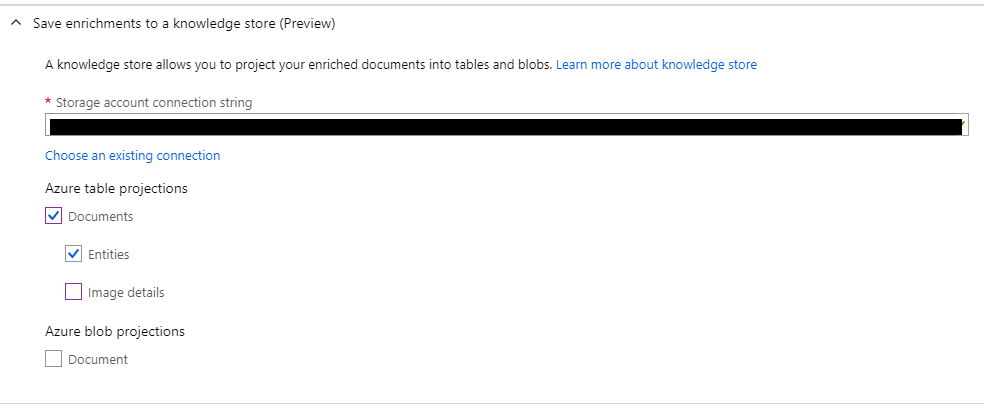 Save enrichments to a knowledge store (Preview)
A knowledge store allows you to project your enriched documents into tables and blobs. Learn more about knowledge store
* Storage account connection string
Choose an existing connection
Azure table projections
Documents
Entities
Image details
Azure blob projections
Document